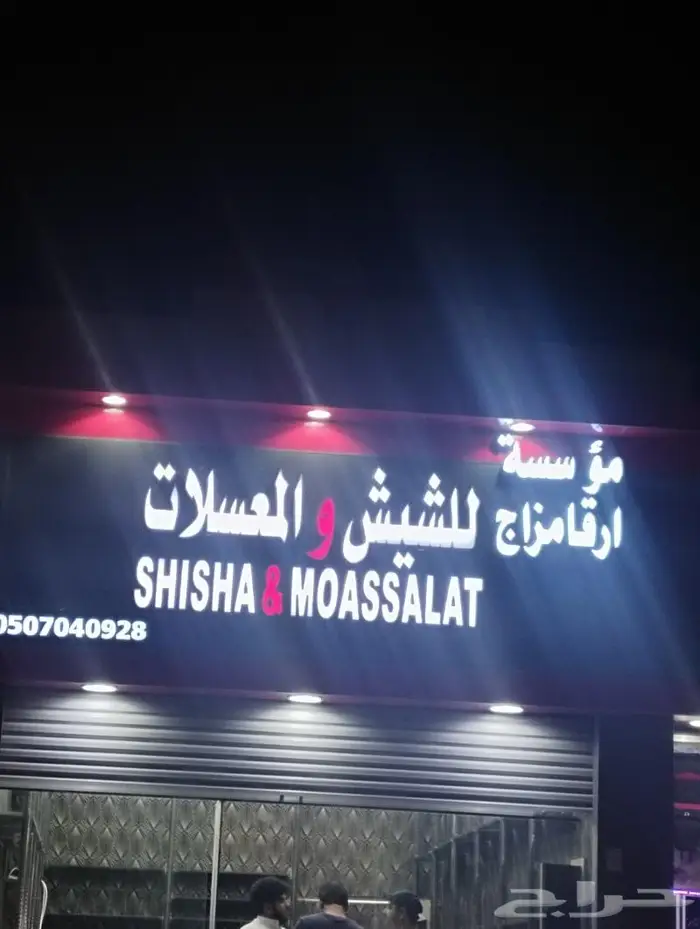 مؤسسة
ارقامزاج
للشيش و المعسلات
SHISHA & MOASSALAT
0507040928
حراج